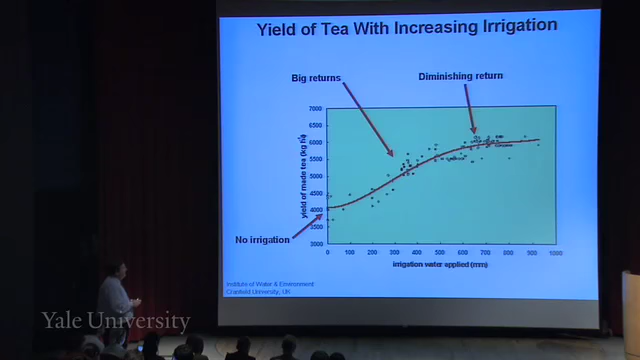 Yield of Tea With Increasing Irrigation
Big returns
Diminishing return
7000
6500
6000
5500
5000
4500
4000
3500
3000
yield of made tea (kg ha
No irrigation
0
100
200
300
400
500
600
700
800
900
1000
irrigation water applied (mm)
Institute of Water & Environment
Cranfield University, UK
Yale University